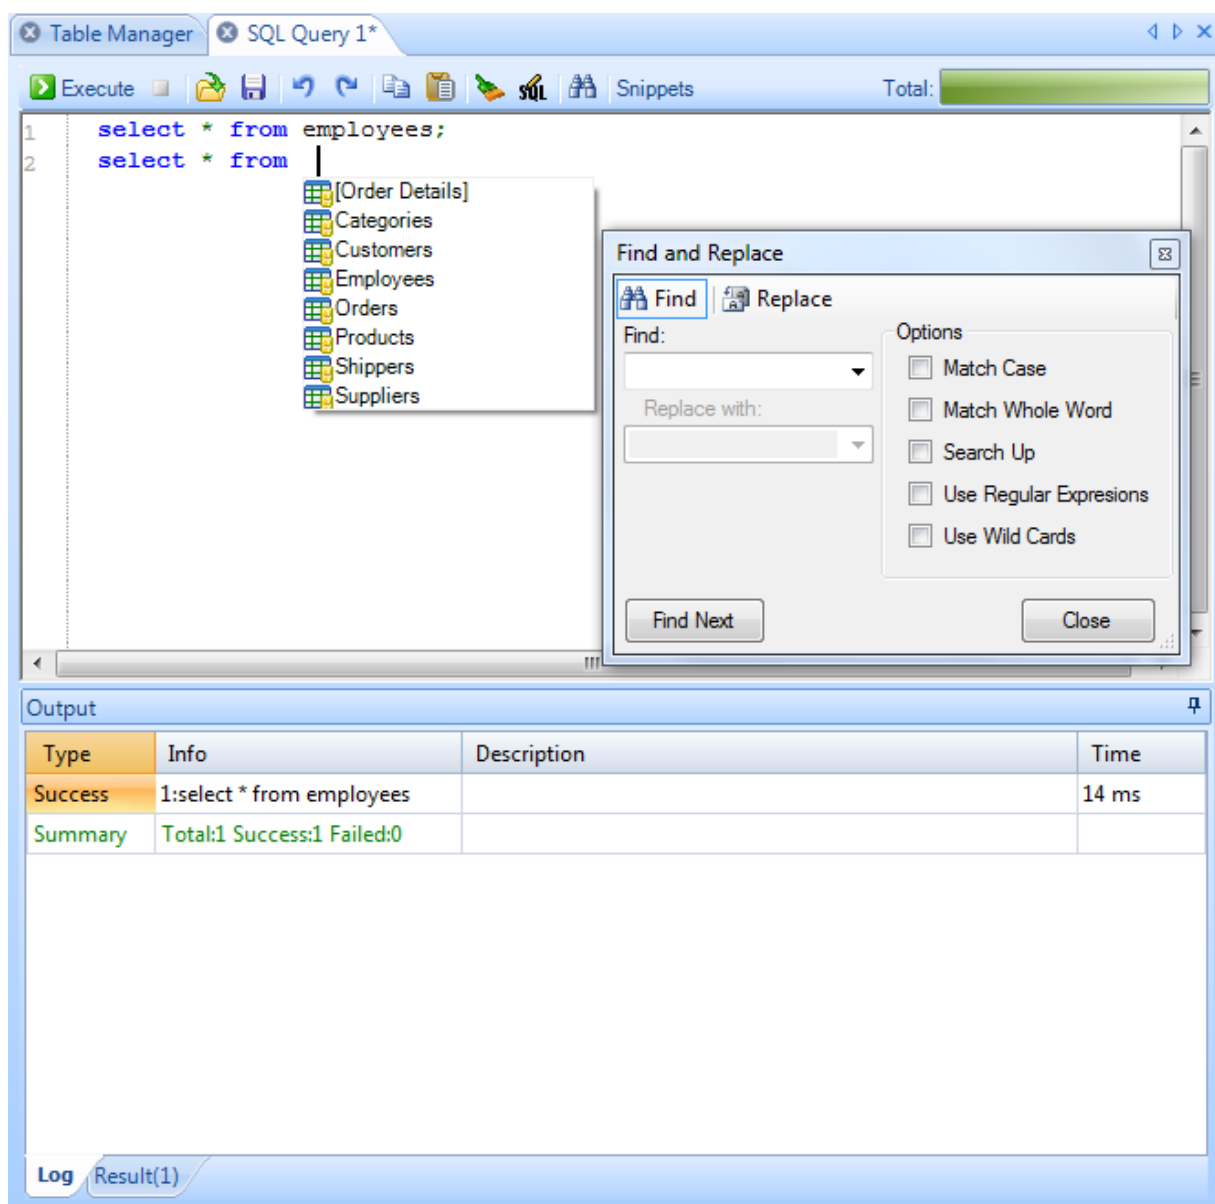 Table Manager SQL Query 1*
Execute SQL Snippets Total:
1 select * from employees;
2 select * from
[Order Details]
Categories
Customers
Employees
Orders
Products
Shippers
Suppliers
Find and Replace
Find Replace
Find:
Replace with:
Options
Match Case
Match Whole Word
Search Up
Use Regular Expresions
Use Wild Cards
Find Next Close
Output
Type Info Description Time
Success 1:select * from employees 14 ms
Summary Total:1 Success:1 Failed:0
Log Result(1)